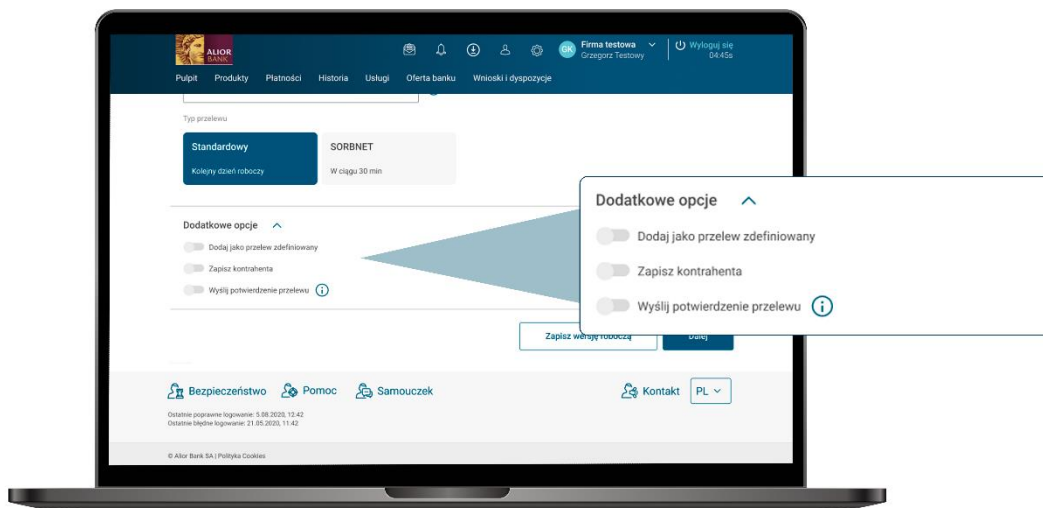 ALIOR
BANK
GK
Firma testowa
Grzegorz Testowy
Wyloguj się
04:45s
Pulpit Produkty Płatności Historia Usługi Oferta banku Wnioski i dyspozycje
Typ przelewu
Standardowy
Kolejny dzień roboczy
SORBNET
W ciągu 30 min
Dodatkowe opcje
Dodaj jako przelew zdefiniowany
Zapisz kontrahenta
Wyślij potwierdzenie przelewu
Dodatkowe opcje
Dodaj jako przelew zdefiniowany
Zapisz kontrahenta
Wyślij potwierdzenie przelewu
Zapisz wersję roboczą
Dalej
Bezpieczeństwo Pomoc Samouczek Kontakt PL
Ostatnie poprawne logowanie: 5.08.2020, 12:42
Ostatnie błędne logowanie: 21.05.2020, 11:42
© Alior Bank SA | Polityka Cookies